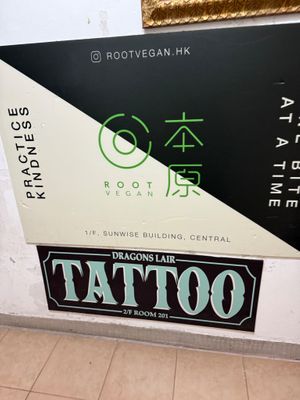 ROOTVEGAN.HK
PRACTICE
KINDNESS
本原
ROOT
VEGAN
BITE
AT A TIME
1/F, SUNWISE BUILDING, CENTRAL
DRAGONS LAIR
TATTOO
2/F ROOM 201